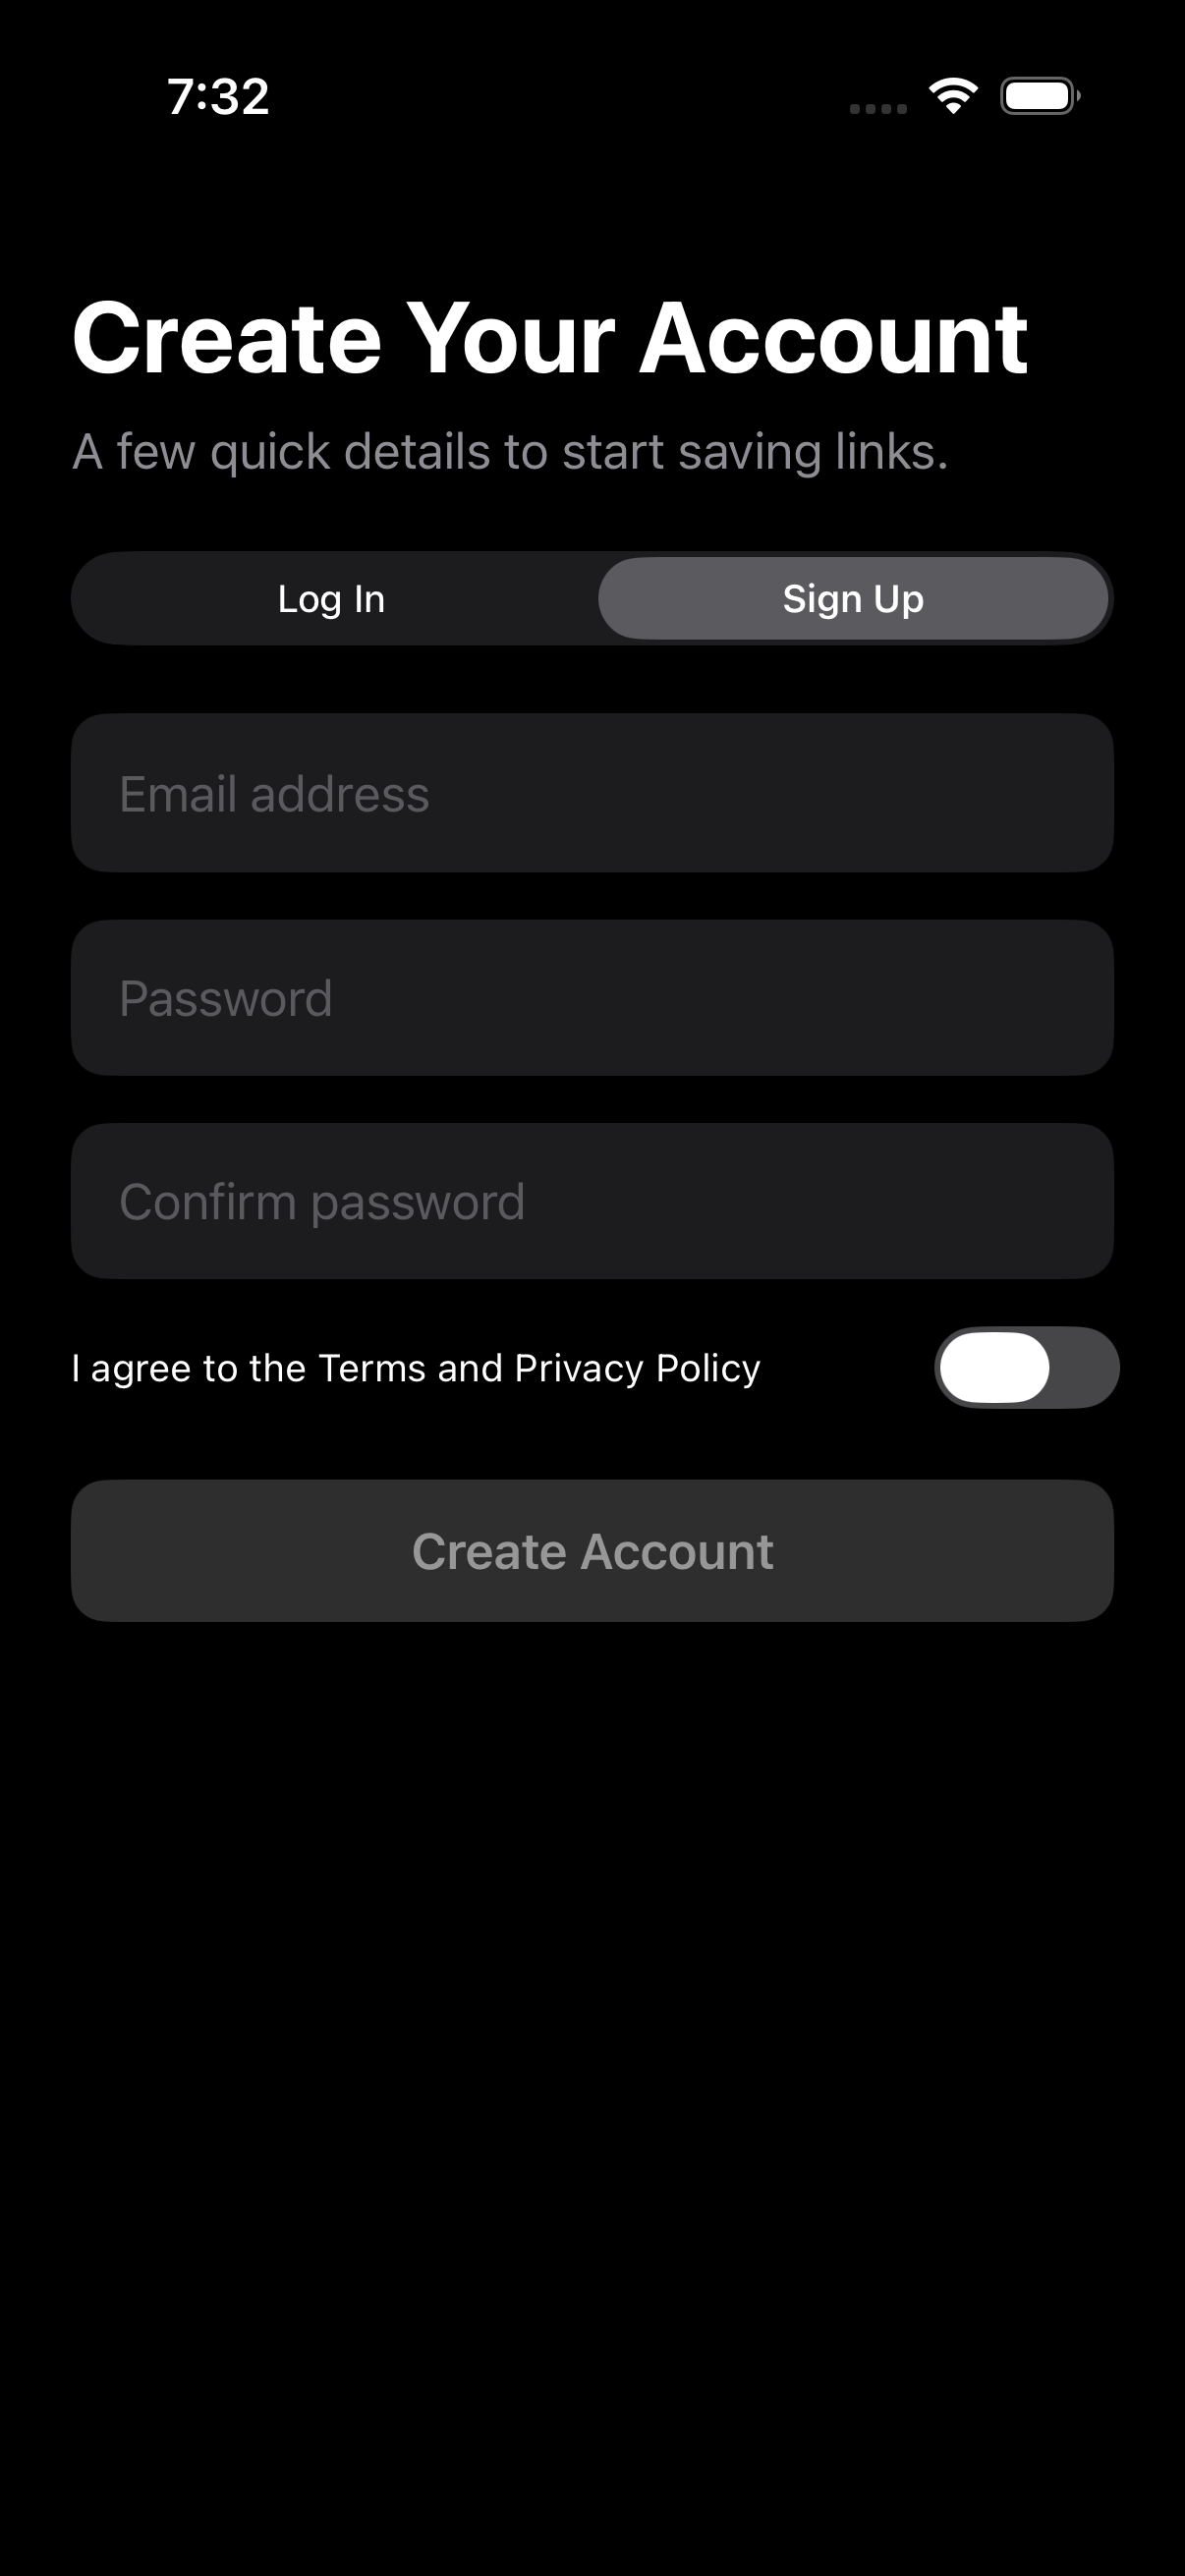 7:32
Create Your Account
A few quick details to start saving links.
Log In
Sign Up
Email address
Password
Confirm password
I agree to the Terms and Privacy Policy
Create Account